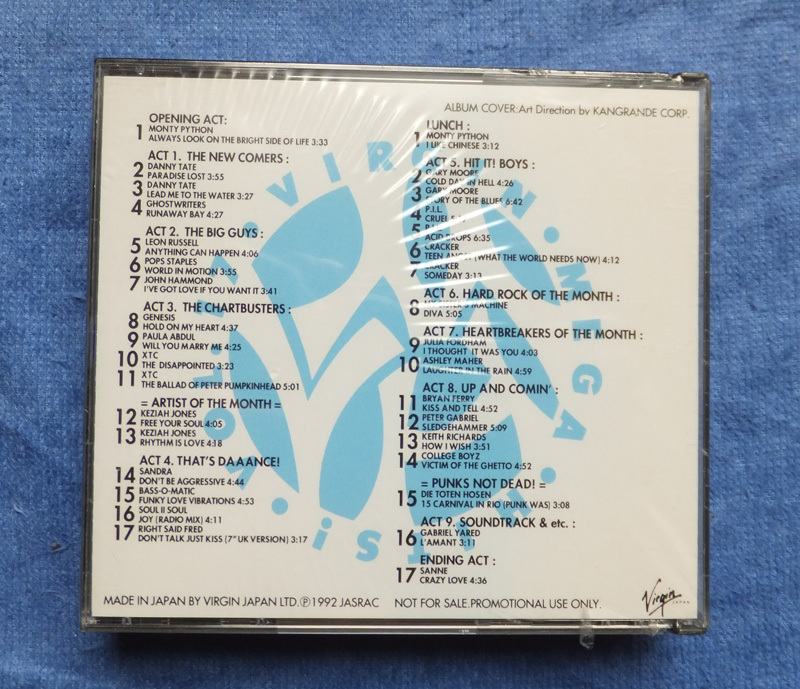 ALBUM COVER:Art Direction by KANGRANDE CORP.
OPENING ACT:
1 MONTY PYTHON
ALWAYS LOOK ON THE BRIGHT SIDE OF LIFE 3:33
ACT 1. THE NEW COMERS :
2 DANNY TATE
PARADISE LOST 3:55
3 DANNY TATE
LEAD ME TO THE WATER 3:27
4 GHOSTWRITERS
RUNAWAY BAY 4:27
ACT 2. THE BIG GUYS :
5 LEON RUSSELL
ANYTHING CAN HAPPEN 4:06
6 POPS STAPLES
WORLD IN MOTION 3:55
7 JOHN HAMMOND
I'VE GOT LOVE IF YOU WANT IT 3:41
ACT 3. THE CHARTBUSTERS :
8 GENESIS
HOLD ON MY HEART 4:37
9 PAULA ABDUL
WILL YOU MARRY ME 4:25
10 XTC
THE DISAPPOINTED 3:23
11 XTC
THE BALLAD OF PETER PUMPKINHEAD 5:01
= ARTIST OF THE MONTH =
12 KEZIAH JONES
FREE YOUR SOUL 4:05
13 KEZIAH JONES
RHYTHM IS LOVE 4:18
ACT 4. THAT'S DAAANCE!
14 SANDRA
DON'T BE AGGRESSIVE 4:44
15 BASS-O-MATIC
FUNKY LOVE VIBRATIONS 4:53
16 SOUL II SOUL
JOY (RADIO MIX) 4:11
17 RIGHT SAID FRED
DON'T TALK JUST KISS (7" UK VERSION) 3:17
LUNCH :
1 MONTY PYTHON
I LIKE CHINESE 3:12
ACT 5. HIT IT! BOYS :
2 GARY MOORE
COLD DAY IN HELL 4:26
3 GARY MOORE
STORY OF THE BLUES 6:42
4 P.I.L.
CRUEL
5
ACID DROPS 6:35
6 CRACKER
TEEN ANGST (WHAT THE WORLD NEEDS NOW) 4:12
7 CRACKER
SOMEDAY 3:13
ACT 6. HARD ROCK OF THE MONTH :
8 MY SISTER'S MACHINE
DIVA 5:05
ACT 7. HEARTBREAKERS OF THE MONTH :
9 JULIA FORDHAM
I THOUGHT IT WAS YOU 4:03
10 ASHLEY MAHER
LAUGHTER IN THE RAIN 4:59
ACT 8. UP AND COMIN' :
11 BRYAN FERRY
KISS AND TELL 4:52
12 PETER GABRIEL
SLEDGEHAMMER 5:09
13 KEITH RICHARDS
HOW I WISH 3:51
14 COLLEGE BOYZ
VICTIM OF THE GHETTO 4:52
= PUNKS NOT DEAD! =
15 DIE TOTEN HOSEN
15 CARNIVAL IN RIO (PUNK WAS) 3:08
ACT 9. SOUNDTRACK & etc. :
16 GABRIEL YARED
L'AMANT 3:11
ENDING ACT :
17 SANNE
CRAZY LOVE 4:36
MADE IN JAPAN BY VIRGIN JAPAN LTD. ℗1992 JASRAC NOT FOR SALE.PROMOTIONAL USE ONLY.
Virgin
JAPAN